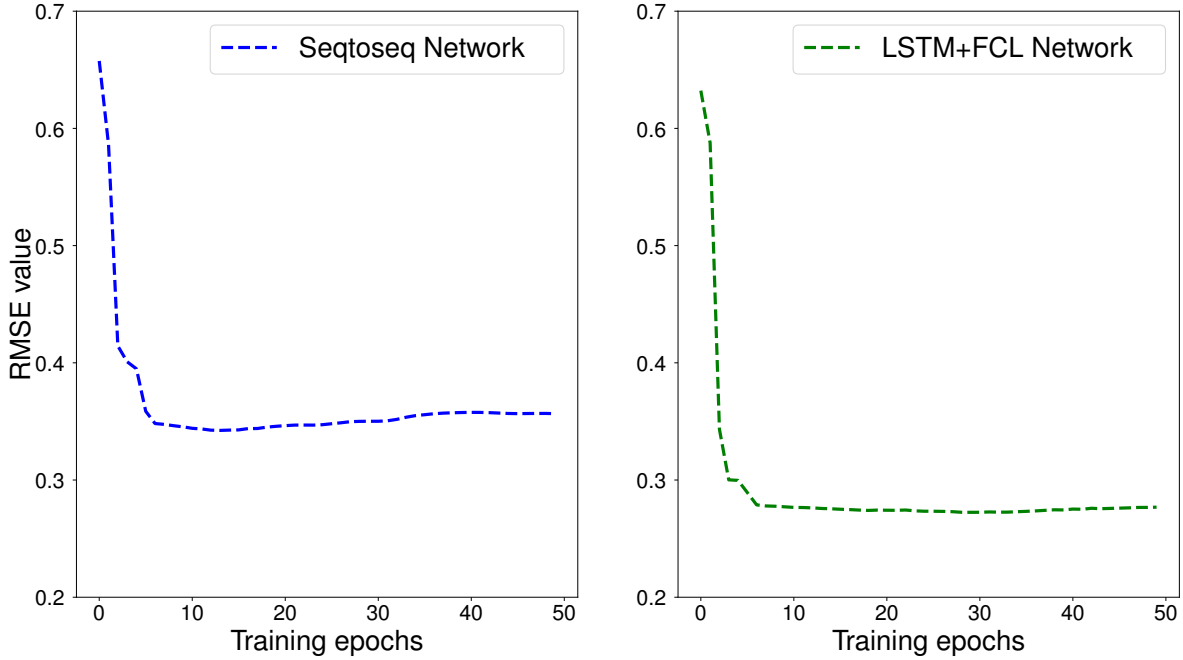 RMSE value
0.7
0.6
0.5
0.4
0.3
0.2
Seqtoseq Network
0 10 20 30 40 50
Training epochs
0.7
0.6
0.5
0.4
0.3
0.2
LSTM+FCL Network
0 10 20 30 40 50
Training epochs